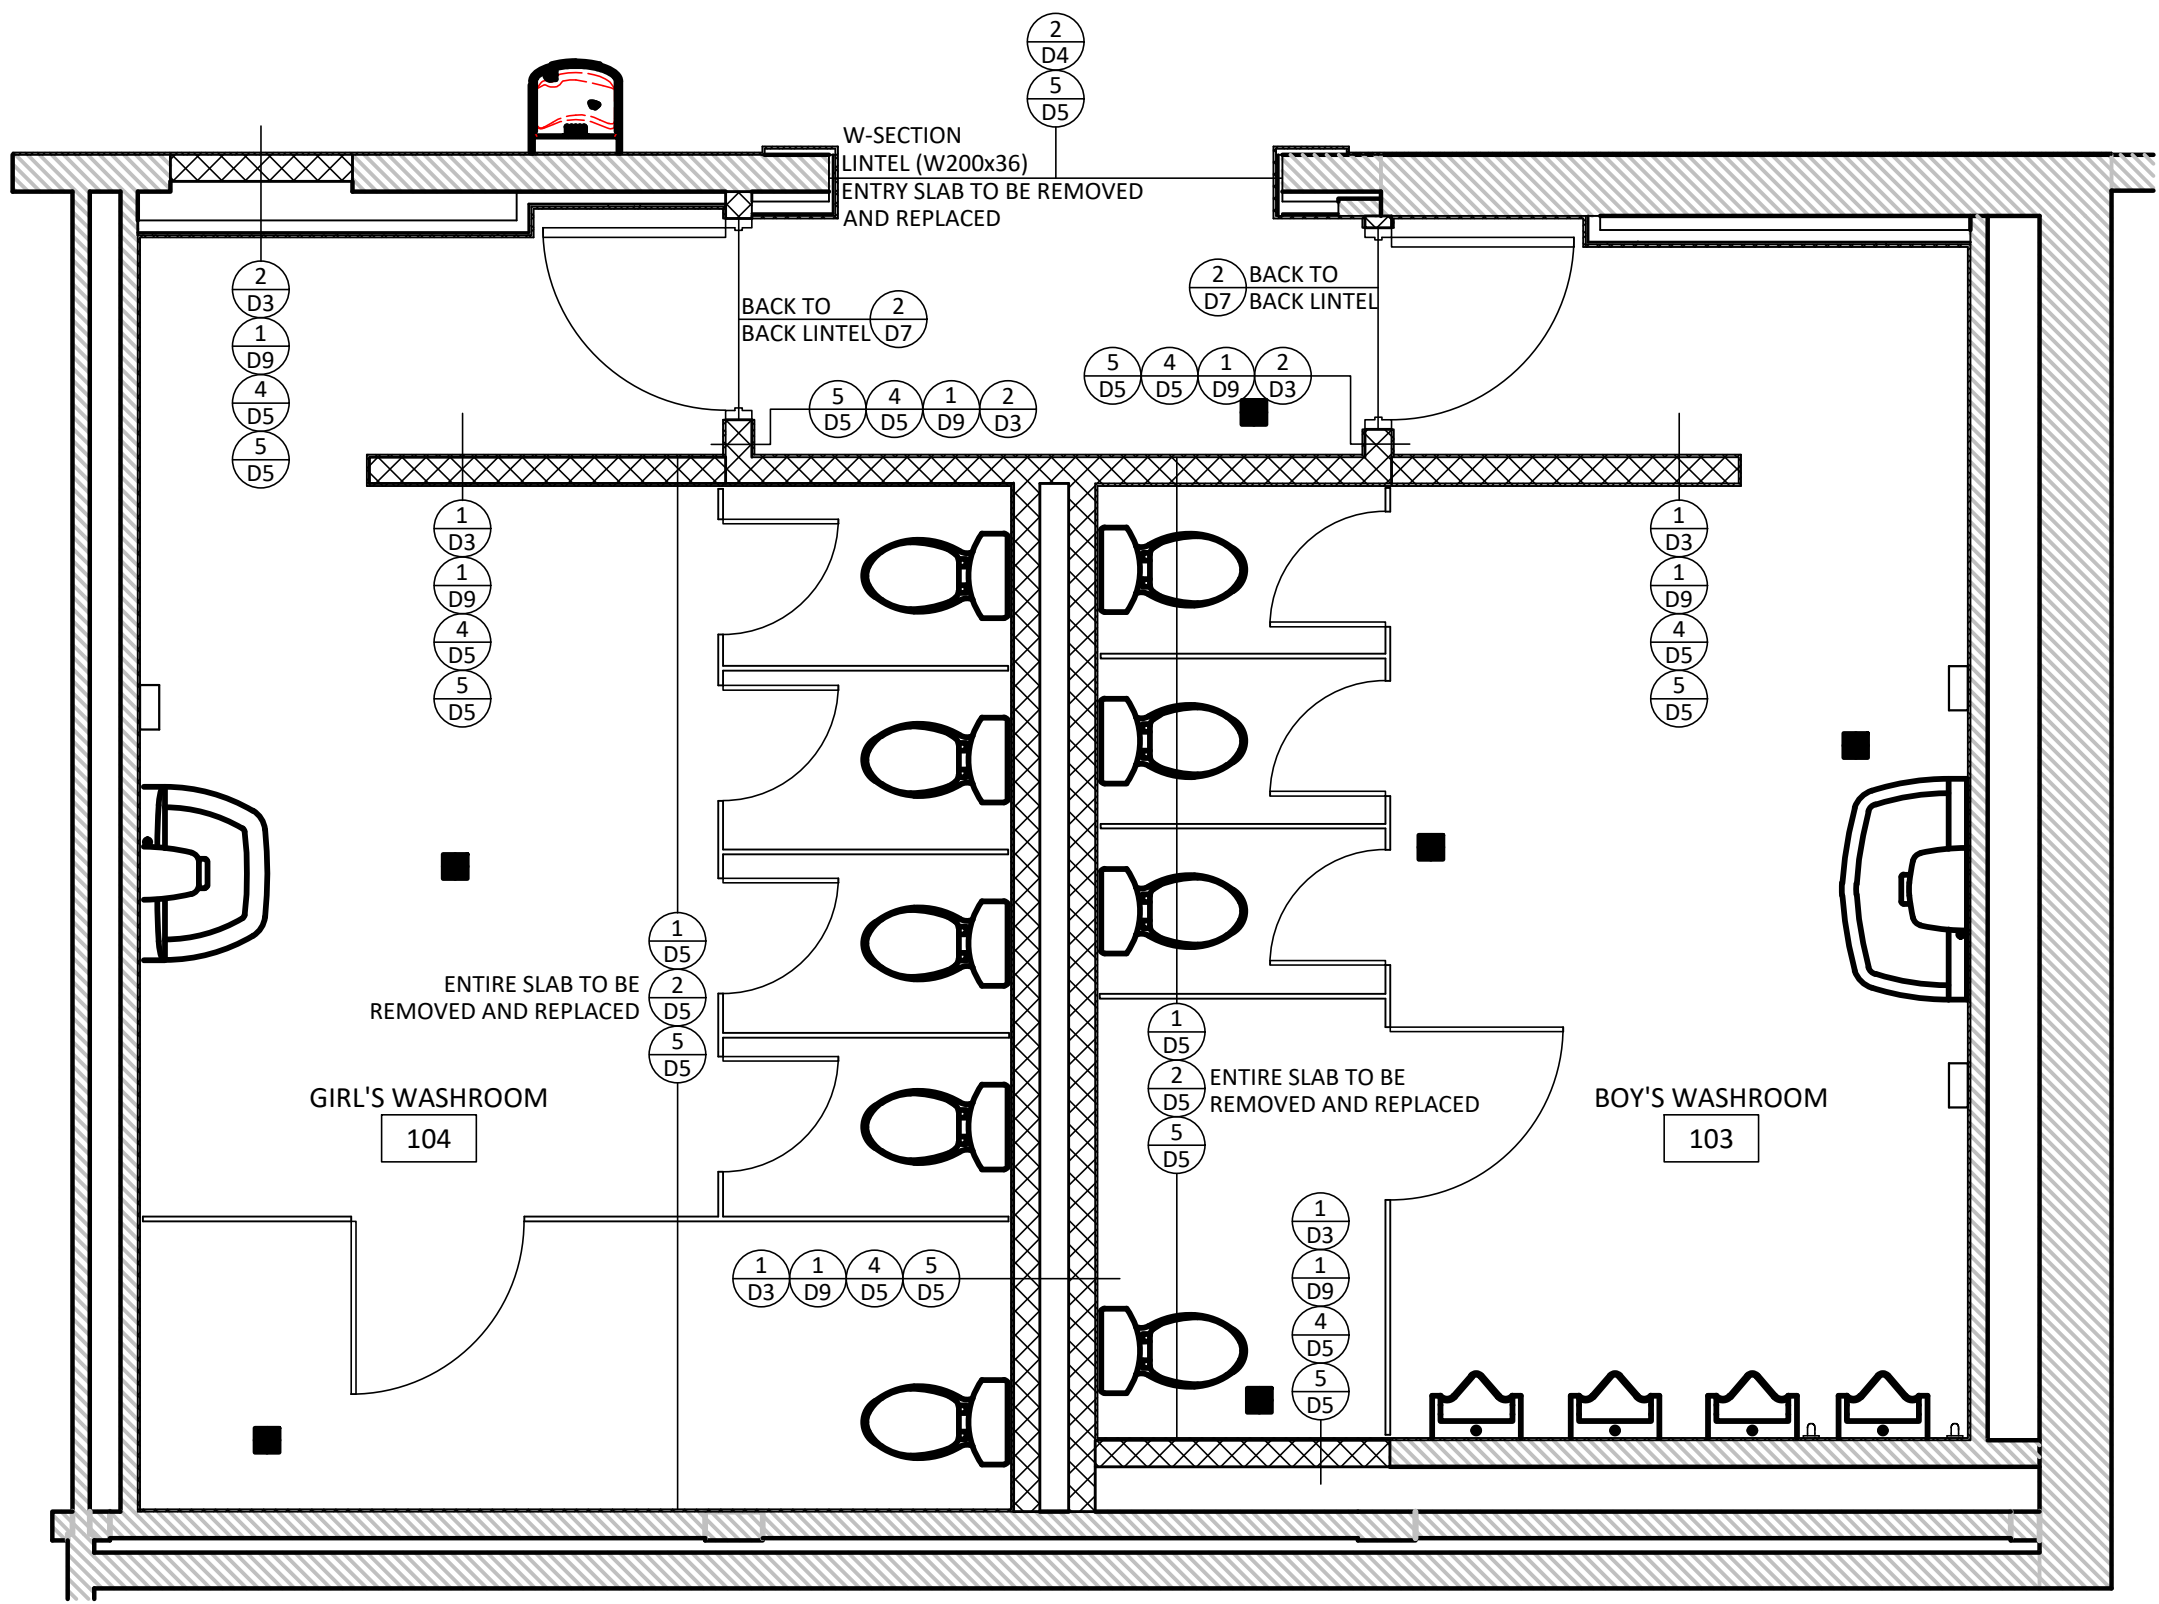 2
D4
5
D5
W-SECTION
LINTEL (W200x36)
ENTRY SLAB TO BE REMOVED
AND REPLACED
2
D3
1
D9
4
D5
5
D5
BACK TO
BACK LINTEL
2
D7
2
D7
BACK TO
BACK LINTEL
5 4 1 2
D5 D5 D9 D3
5 4 1 2
D5 D5 D9 D3
1
D3
1
D9
4
D5
5
D5
1
D3
1
D9
4
D5
5
D5
1
D5
2
D5
5
D5
ENTIRE SLAB TO BE
REMOVED AND REPLACED
1
D5
2
D5
5
D5
ENTIRE SLAB TO BE
REMOVED AND REPLACED
GIRL'S WASHROOM
104
BOY'S WASHROOM
103
1 1 4 5
D3 D9 D5 D5
1
D3
1
D9
4
D5
5
D5